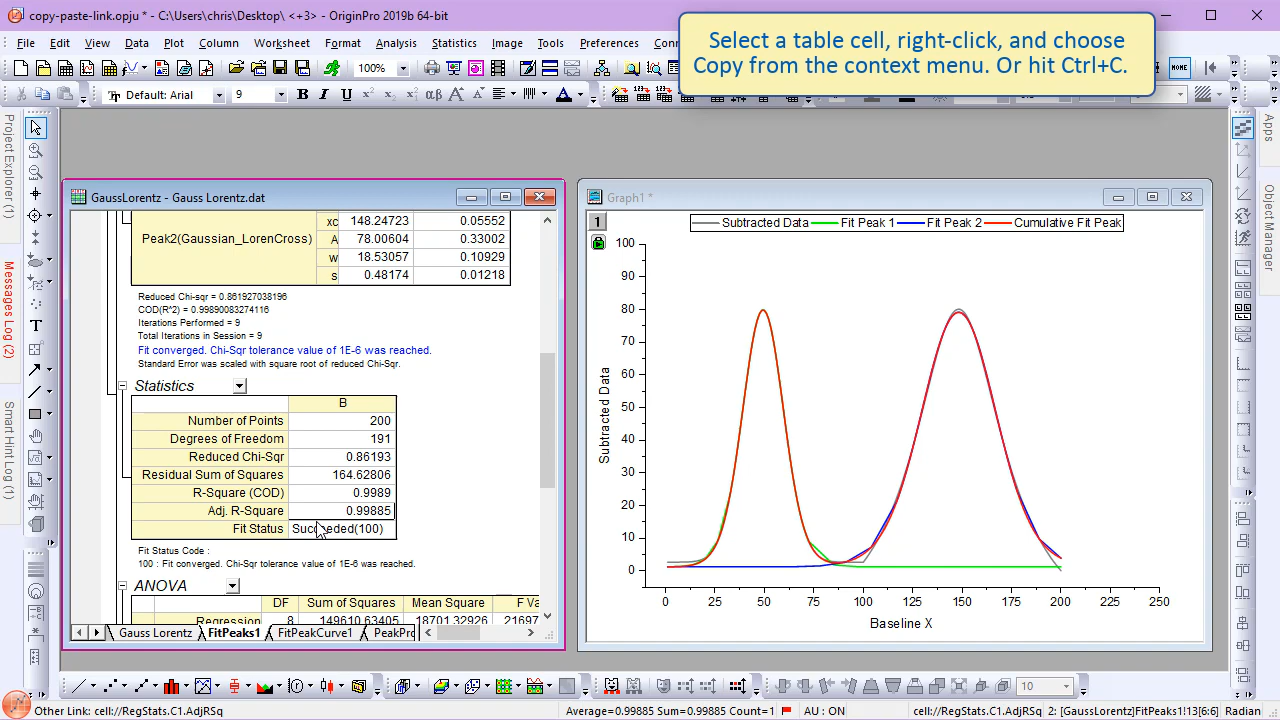 copy-paste-link.opju * - C:\Users\chris\Desktop\ <+3> - OriginPro 2019b 64-bit
File Edit View Data Plot Column Worksheet Format Analysis Statistics Image Tools Preferences Conn
Select a table cell, right-click, and choose
Copy from the context menu. Or hit Ctrl+C.
100%
NONE
Default: Arial 9
Project Explorer (1)
Messages Log (2)
Smart Hint Log (1)
Apps
Object Manager
GaussLorentz - Gauss Lorentz.dat
Peak2(Gaussian_LorenCross)
xc 148.24723 0.05552
A 78.00604 0.33002
w 18.53057 0.10929
s 0.48174 0.01218
Reduced Chi-sqr = 0.861927038196
COD(R^2) = 0.99890083274116
Iterations Performed = 9
Total Iterations in Session = 9
Fit converged. Chi-Sqr tolerance value of 1E-6 was reached.
Standard Error was scaled with square root of reduced Chi-Sqr.
Statistics
B
Number of Points 200
Degrees of Freedom 191
Reduced Chi-Sqr 0.86193
Residual Sum of Squares 164.62806
R-Square (COD) 0.9989
Adj. R-Square 0.99885
Fit Status Succeeded(100)
Fit Status Code :
100 : Fit converged. Chi-Sqr tolerance value of 1E-6 was reached.
ANOVA
DF Sum of Squares Mean Square F Va
Regression 8 149610.63405 18701.32926 21697
Gauss Lorentz FitPeaks1 FitPeakCurve1 PeakPro
Graph1 *
1
Subtracted Data Fit Peak 1 Fit Peak 2 Cumulative Fit Peak
100
90
80
70
60
50
40
30
20
10
0
Subtracted Data
0 25 50 75 100 125 150 175 200 225 250
Baseline X
10
Other Link: cell://RegStats.C1.AdjRSq Average=0.99885 Sum=0.99885 Count=1 AU : ON cell://RegStats.C1.AdjRSq 2: [GaussLorentz]FitPeaks1!13[6:6] Radian